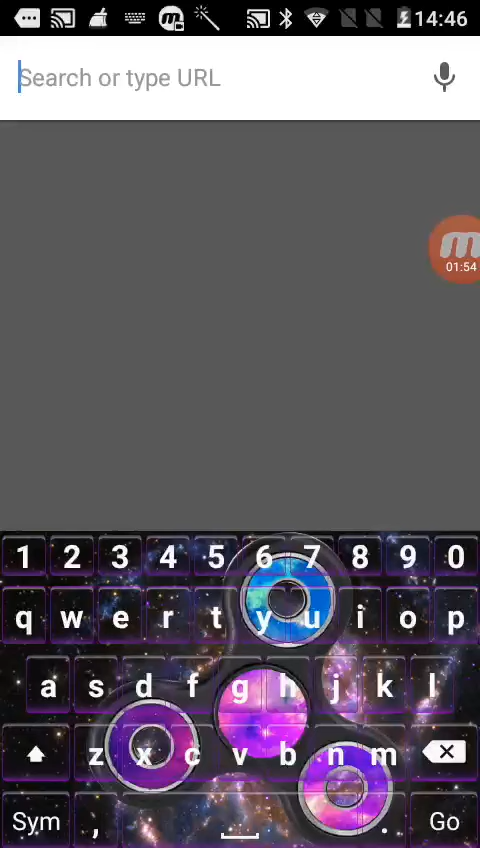 14:46
Search or type URL
m
01:54
1 2 3 4 5 6 7 8 9 0
q w e r t y u i o p
a s d f g h j k l
z x c v b n m
Sym , . Go